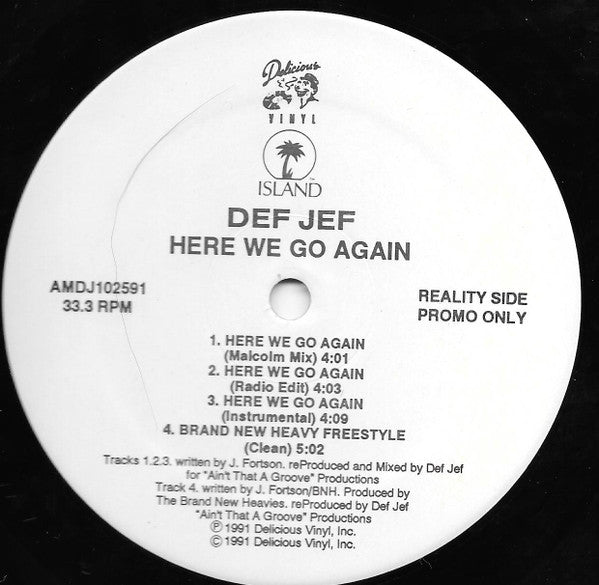 Delicious
VINYL
ISLAND™
DEF JEF
HERE WE GO AGAIN
AMDJ102591
33.3 RPM
REALITY SIDE
PROMO ONLY
1. HERE WE GO AGAIN
(Malcolm Mix) 4:01
2. HERE WE GO AGAIN
(Radio Edit) 4:03
3. HERE WE GO AGAIN
(Instrumental) 4:09
4. BRAND NEW HEAVY FREESTYLE
(Clean) 5:02
Tracks 1.2.3. written by J. Fortson. reProduced and Mixed by Def Jef
for "Ain't That A Groove" Productions
Track 4. written by J. Fortson/BNH. Produced by
The Brand New Heavies. reProduced by Def Jef
"Ain't That A Groove" Productions
℗ 1991 Delicious Vinyl, Inc.
© 1991 Delicious Vinyl, Inc.